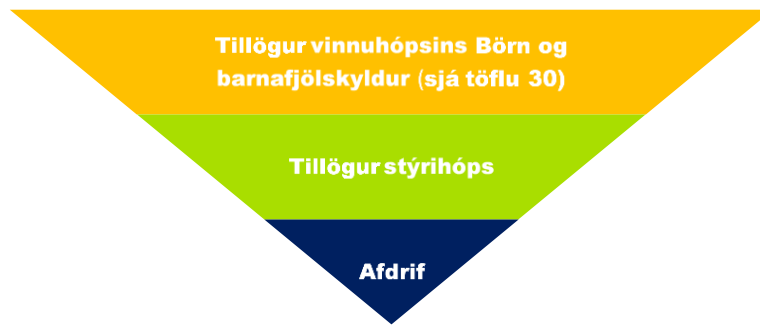 Tillögur vinnuhópsins Börn og
barnafjölskyldur (sjá töflu 30)
Tillögur stýrihóps
Afdrif